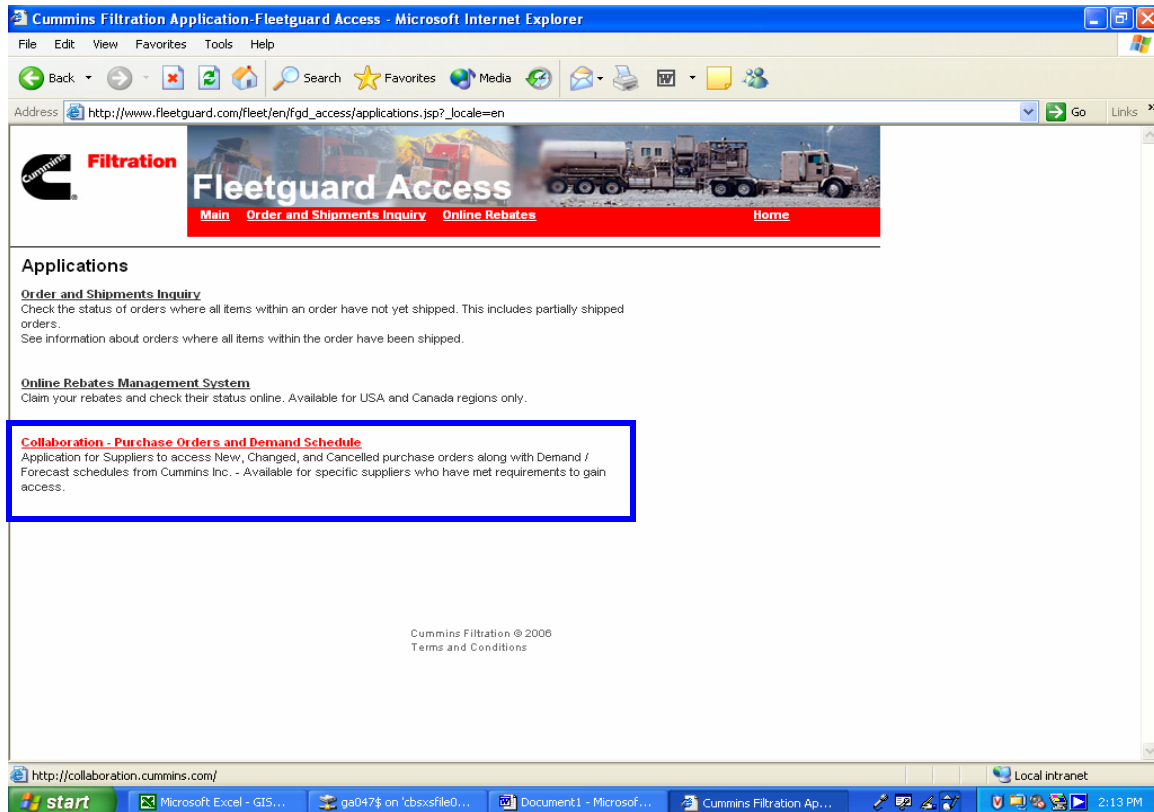 Cummins Filtration Application-Fleetguard Access - Microsoft Internet Explorer
File Edit View Favorites Tools Help
Back Search Favorites Media
Address http://www.fleetguard.com/fleet/en/fgd_access/applications.jsp?_locale=en Go Links »
Cummins Filtration
Fleetguard Access
Main Order and Shipments Inquiry Online Rebates Home
Applications
Order and Shipments Inquiry
Check the status of orders where all items within an order have not yet shipped. This includes partially shipped
orders.
See information about orders where all items within the order have been shipped.
Online Rebates Management System
Claim your rebates and check their status online. Available for USA and Canada regions only.
Collaboration - Purchase Orders and Demand Schedule
Application for Suppliers to access New, Changed, and Cancelled purchase orders along with Demand /
Forecast schedules from Cummins Inc. - Available for specific suppliers who have met requirements to gain
access.
Cummins Filtration © 2006
Terms and Conditions
http://collaboration.cummins.com/ Local intranet
start Microsoft Excel - GIS... ga047$ on 'cbsxsfile0... Document1 - Microsof... Cummins Filtration Ap... 2:13 PM